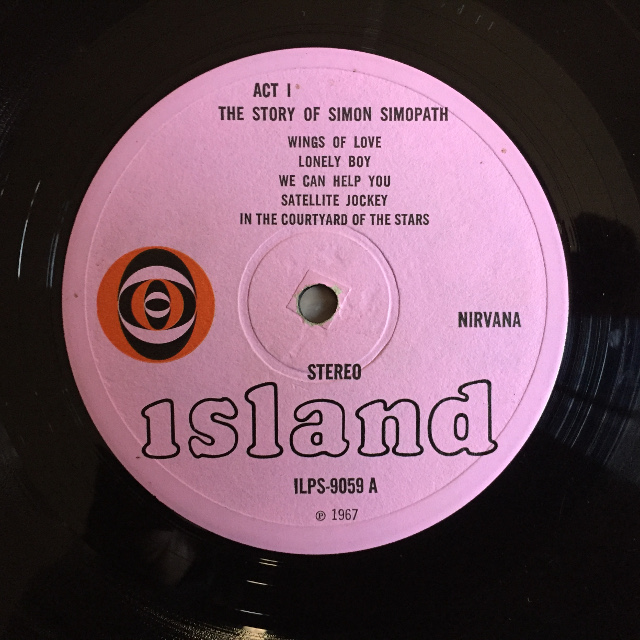 ACT I
THE STORY OF SIMON SIMOPATH
WINGS OF LOVE
LONELY BOY
WE CAN HELP YOU
SATELLITE JOCKEY
IN THE COURTYARD OF THE STARS
NIRVANA
STEREO
island
ILPS-9059 A
℗ 1967